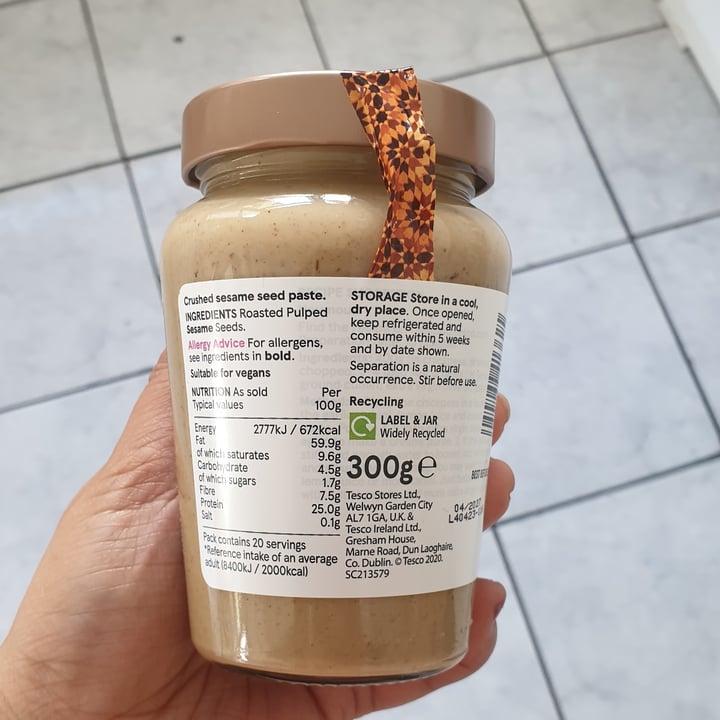 Crushed sesame seed paste.
INGREDIENTS Roasted Pulped
Sesame Seeds.
Allergy Advice For allergens,
see ingredients in bold.
Suitable for vegans
NUTRITION As sold Per
Typical values 100g
Energy 2777kJ / 672kcal
Fat 59.9g
of which saturates 9.6g
Carbohydrate 4.5g
of which sugars 1.7g
Fibre 7.5g
Protein 25.0g
Salt 0.1g
Pack contains 20 servings
*Reference intake of an average
adult (8400kJ / 2000kcal)
STORAGE Store in a cool,
dry place. Once opened,
keep refrigerated and
consume within 5 weeks
and by date shown.
Separation is a natural
occurrence. Stir before use.
Recycling
LABEL & JAR
Widely Recycled
300g e
Tesco Stores Ltd.,
Welwyn Garden City
AL7 1GA, U.K. &
Tesco Ireland Ltd.,
Gresham House,
Marne Road, Dun Laoghaire,
Co. Dublin. © Tesco 2020.
SC213579
BEST
04/
L40423